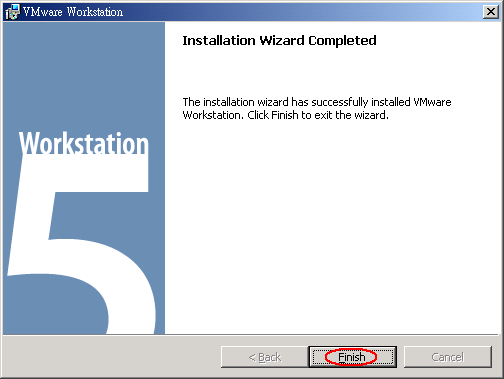 VMware Workstation
Installation Wizard Completed
The installation wizard has successfully installed VMware
Workstation. Click Finish to exit the wizard.
Workstation
5
< Back
Finish
Cancel